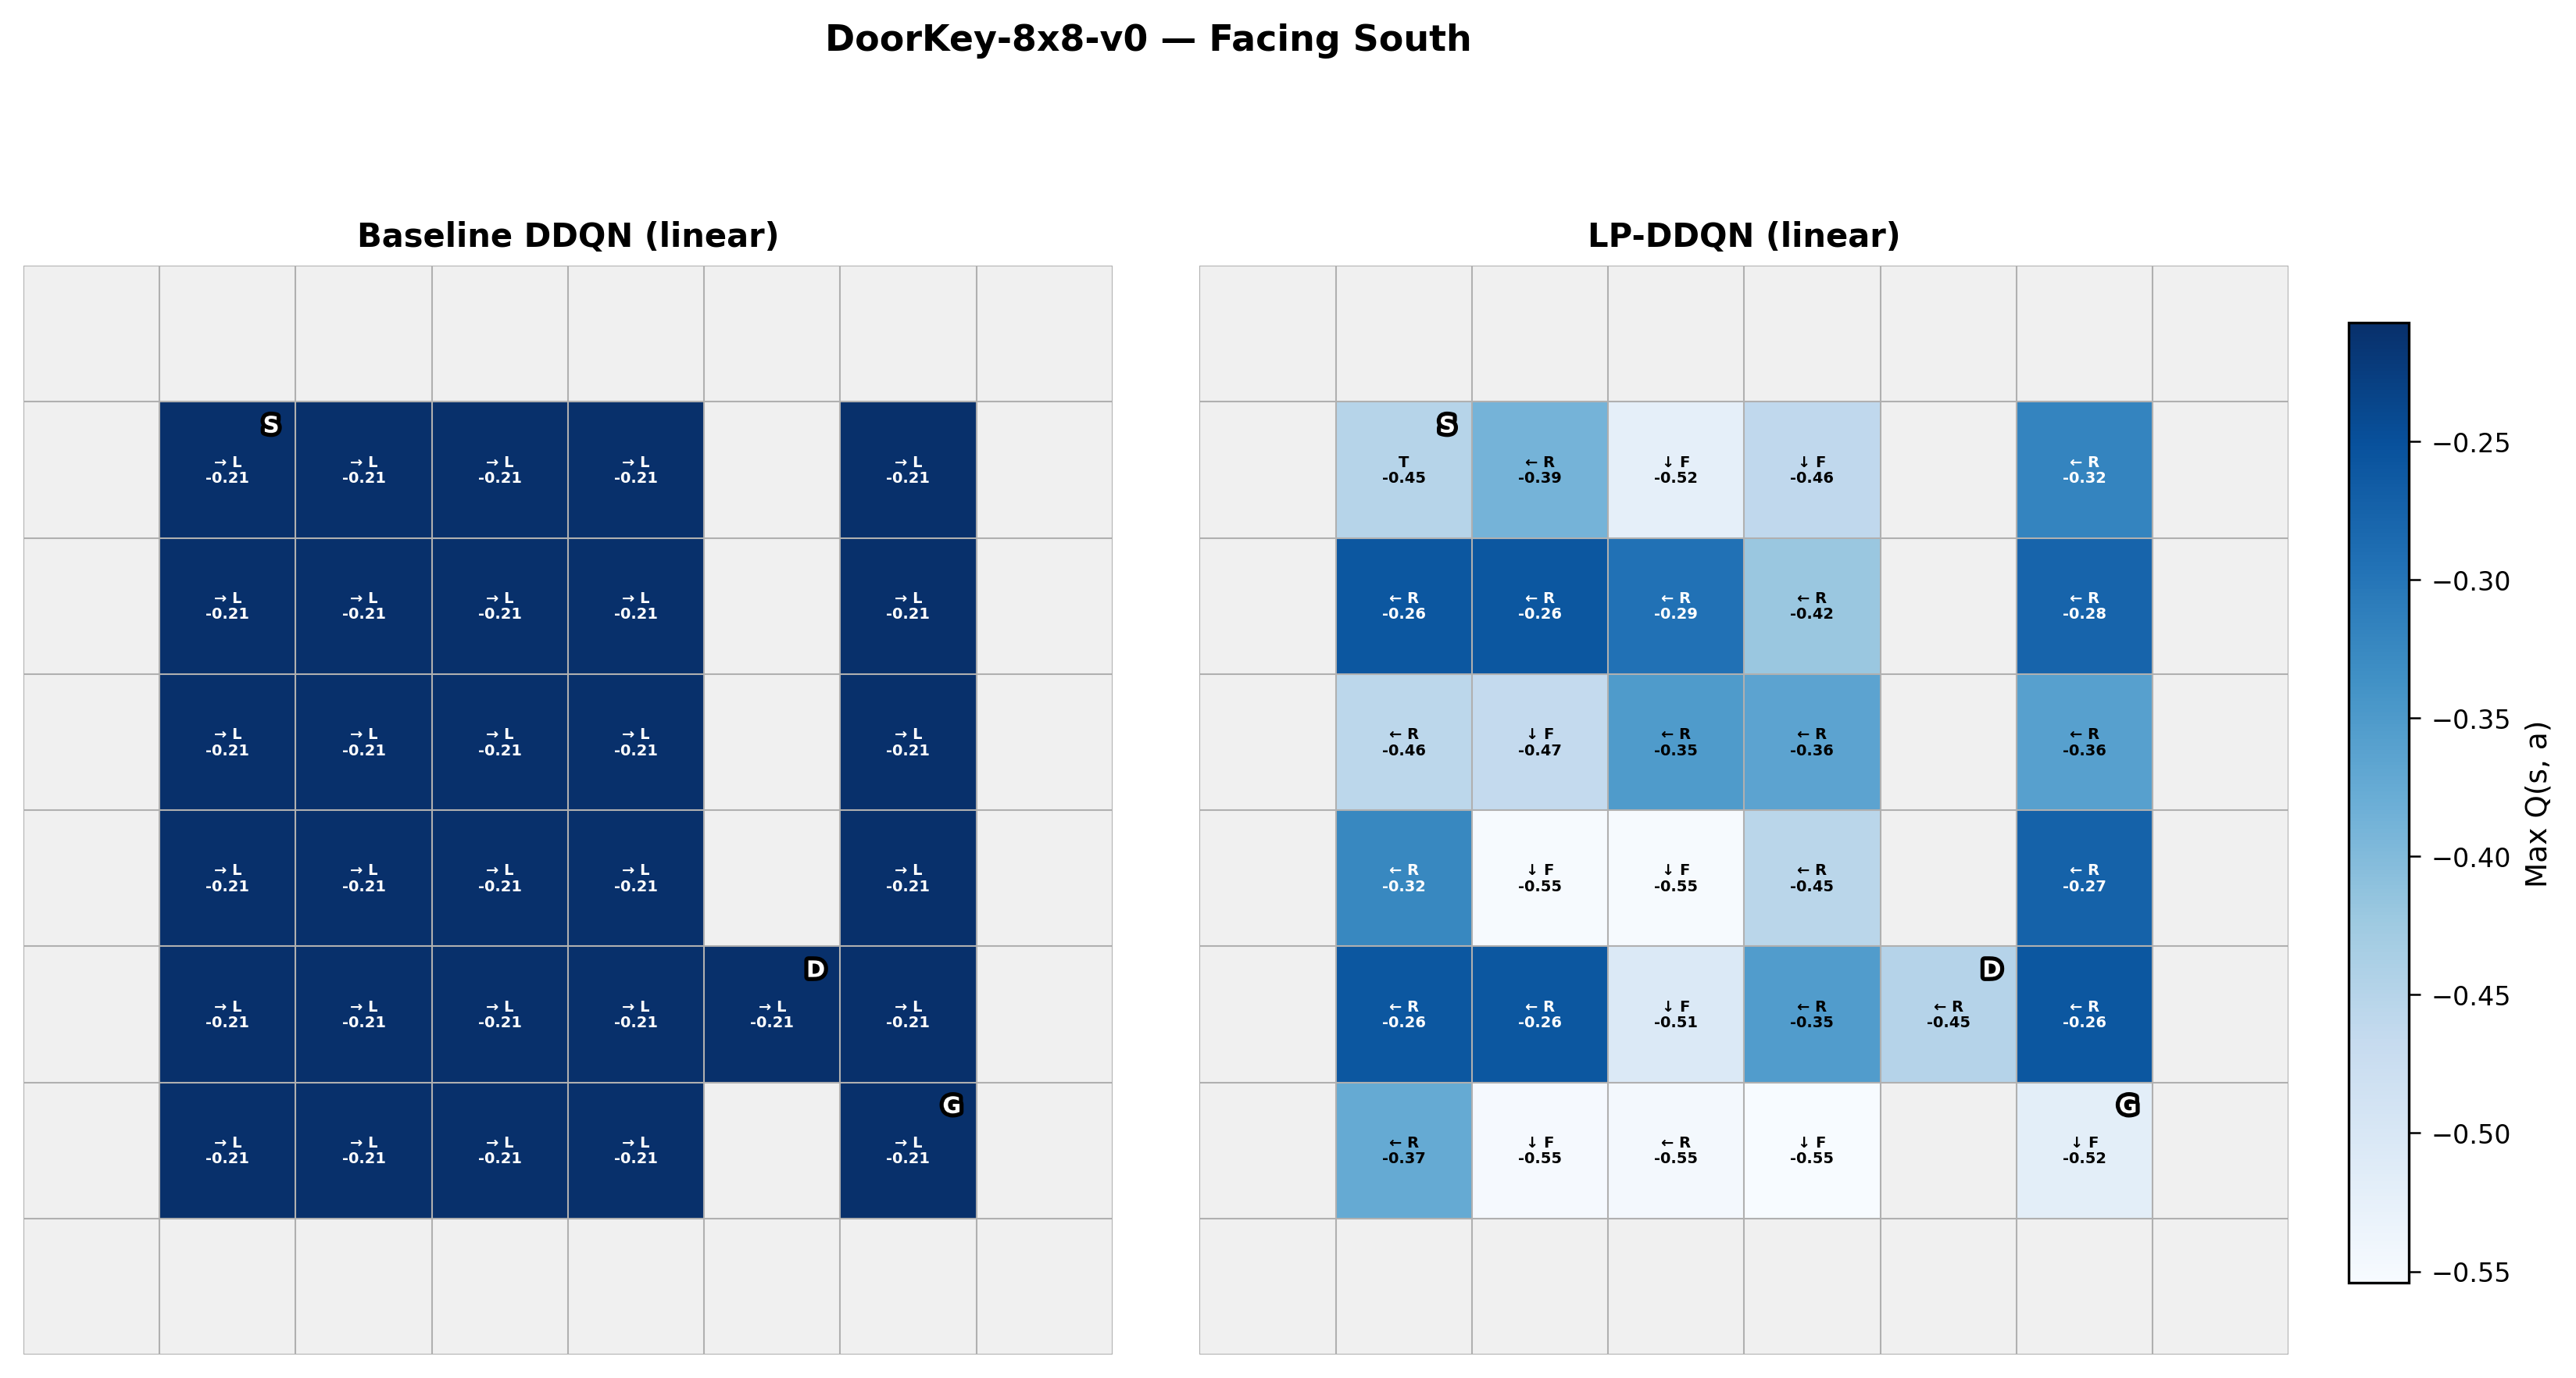 DoorKey-8x8-v0 — Facing South
Baseline DDQN (linear)
S
→ L → L → L → L → L
-0.21 -0.21 -0.21 -0.21 -0.21
→ L → L → L → L → L
-0.21 -0.21 -0.21 -0.21 -0.21
→ L → L → L → L → L
-0.21 -0.21 -0.21 -0.21 -0.21
→ L → L → L → L → L
-0.21 -0.21 -0.21 -0.21 -0.21
D
→ L → L → L → L → L → L
-0.21 -0.21 -0.21 -0.21 -0.21 -0.21
G
→ L → L → L → L → L
-0.21 -0.21 -0.21 -0.21 -0.21
LP-DDQN (linear)
S
T ← R ↓ F ↓ F ← R
-0.45 -0.39 -0.52 -0.46 -0.32
← R ← R ← R ← R ← R
-0.26 -0.26 -0.29 -0.42 -0.28
← R ↓ F ← R ← R ← R
-0.46 -0.47 -0.35 -0.36 -0.36
← R ↓ F ↓ F ← R ← R
-0.32 -0.55 -0.55 -0.45 -0.27
D
← R ← R ↓ F ← R ← R ← R
-0.26 -0.26 -0.51 -0.35 -0.45 -0.26
G
← R ↓ F ← R ↓ F ↓ F
-0.37 -0.55 -0.55 -0.55 -0.52
−0.25
−0.30
−0.35
−0.40
−0.45
−0.50
−0.55
Max Q(s, a)